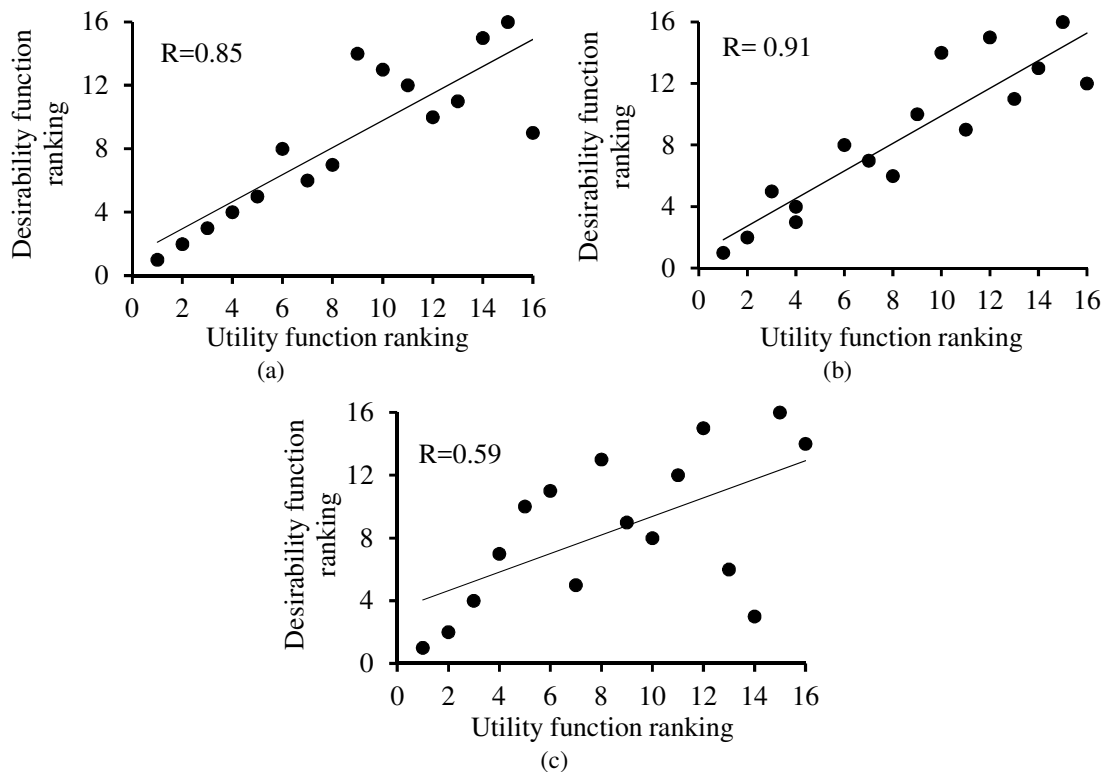 Desirability function
ranking
16
12
8
4
0
R=0.85
0 2 4 6 8 10 12 14 16
Utility function ranking
(a)
Desirability function
ranking
16
12
8
4
0
R= 0.91
0 2 4 6 8 10 12 14 16
Utility function ranking
(b)
Desirability function
ranking
16
12
8
4
0
R=0.59
0 2 4 6 8 10 12 14 16
Utility function ranking
(c)